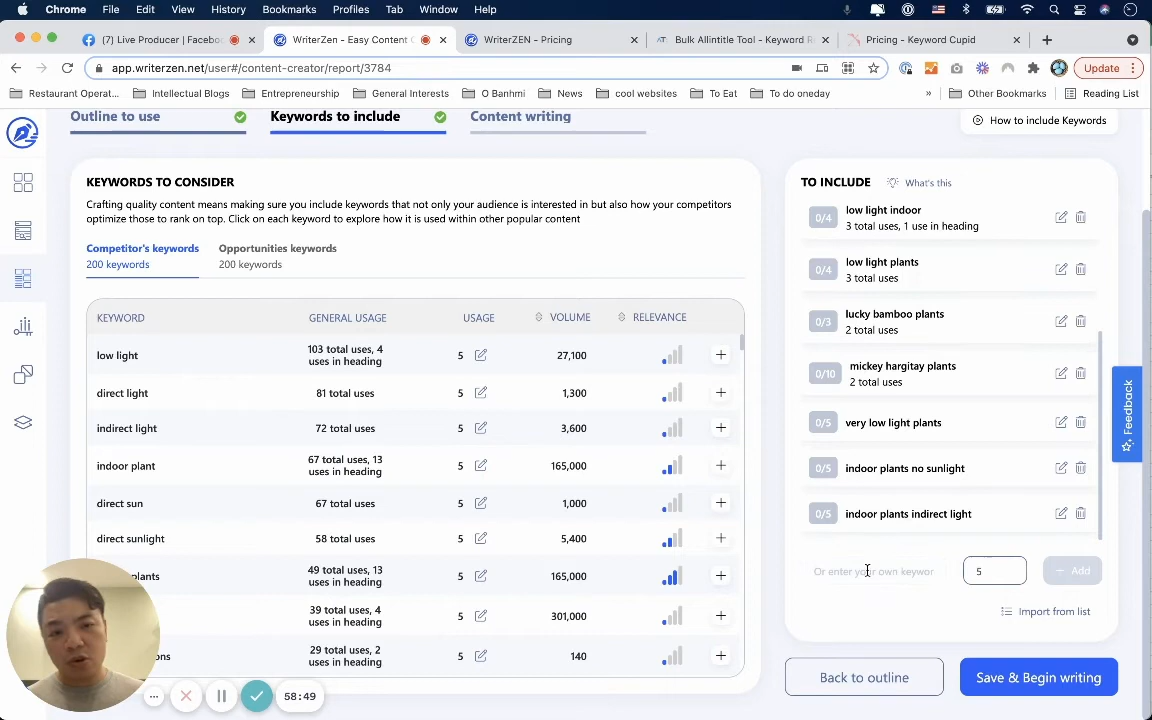 Chrome File Edit View History Bookmarks Profiles Tab Window Help
(7) Live Producer | Faceboo
WriterZen - Easy Content C
WriterZEN - Pricing
Bulk Allintitle Tool - Keyword R
Pricing - Keyword Cupid
app.writerzen.net/user#/content-creator/report/3784
Update
Restaurant Operat...
Intellectual Blogs
Entrepreneurship
General Interests
O Banhmi
News
cool websites
To Eat
To do oneday
»
Other Bookmarks
Reading List
Outline to use
Keywords to include
Content writing
How to include Keywords
KEYWORDS TO CONSIDER
Crafting quality content means making sure you include keywords that not only your audience is interested in but also how your competitors
optimize those to rank on top. Click on each keyword to explore how it is used within other popular content
Competitor's keywords
200 keywords
Opportunities keywords
200 keywords
KEYWORD GENERAL USAGE USAGE VOLUME RELEVANCE
low light 103 total uses, 4 uses in heading 5 27,100
direct light 81 total uses 5 1,300
indirect light 72 total uses 5 3,600
indoor plant 67 total uses, 13 uses in heading 5 165,000
direct sun 67 total uses 5 1,000
direct sunlight 58 total uses 5 5,400
plants 49 total uses, 13 uses in heading 5 165,000
39 total uses, 4 uses in heading 5 301,000
ons 29 total uses, 2 uses in heading 5 140
TO INCLUDE
What's this
0/4 low light indoor
3 total uses, 1 use in heading
0/4 low light plants
3 total uses
0/3 lucky bamboo plants
2 total uses
0/10 mickey hargitay plants
2 total uses
0/5 very low light plants
0/5 indoor plants no sunlight
0/5 indoor plants indirect light
Or enter your own keywor
5
+ Add
Import from list
Back to outline
Save & Begin writing
Feedback
58:49